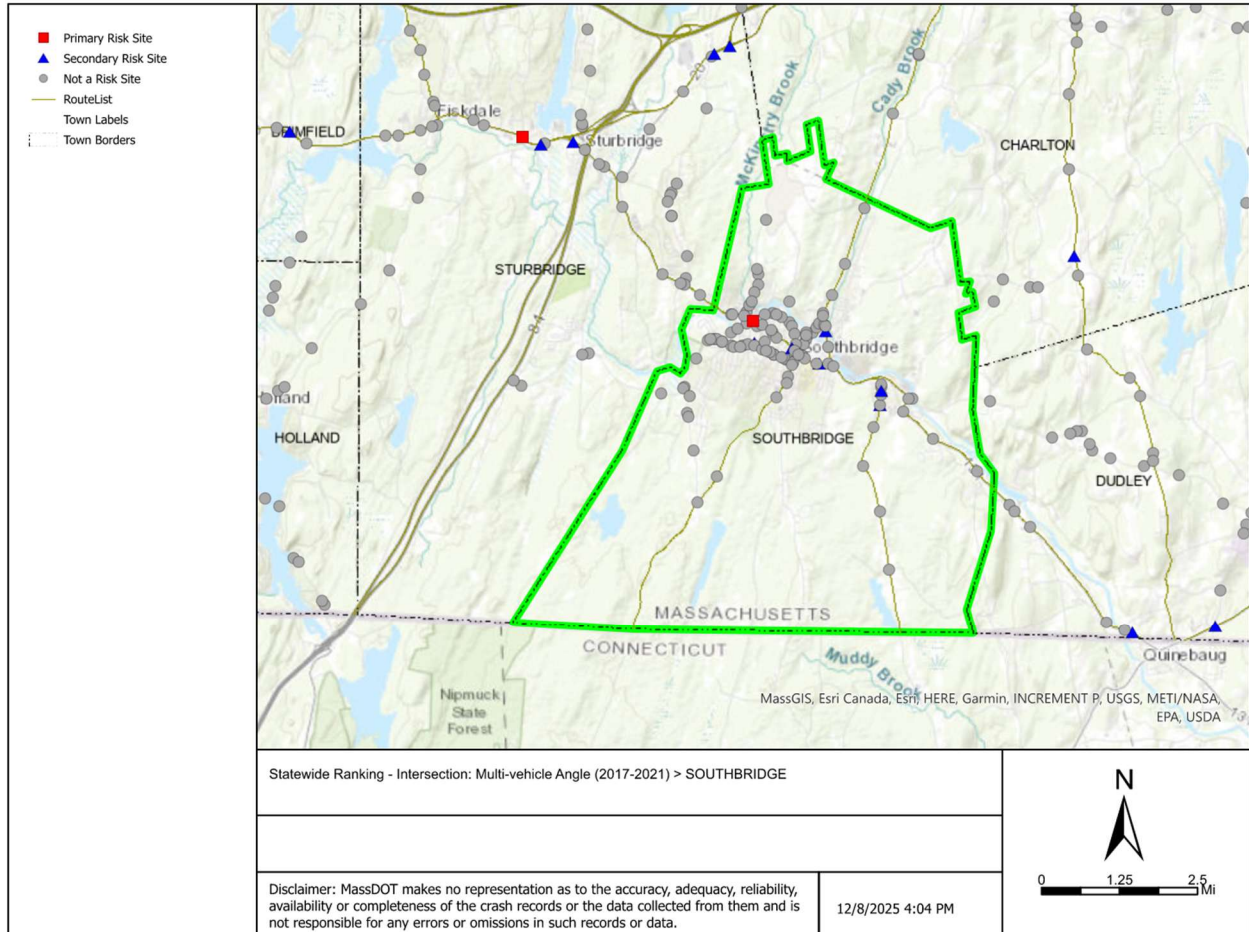 Primary Risk Site
Secondary Risk Site
Not a Risk Site
RouteList
Town Labels
Town Borders
McKinstry Brook
Cady Brook
20
Fiskdale
Sturbridge
CHARLTON
STURBRIDGE
84
Southbridge
HOLLAND
SOUTHBRIDGE
DUDLEY
MASSACHUSETTS
CONNECTICUT
Muddy Brook
Quinebaug
Nipmuck
State
Forest
MassGIS, Esri Canada, Esri, HERE, Garmin, INCREMENT P, USGS, METI/NASA,
EPA, USDA
Statewide Ranking - Intersection: Multi-vehicle Angle (2017-2021) > SOUTHBRIDGE
N
0 1.25 2.5
Mi
Disclaimer: MassDOT makes no representation as to the accuracy, adequacy, reliability,
availability or completeness of the crash records or the data collected from them and is
not responsible for any errors or omissions in such records or data.
12/8/2025 4:04 PM